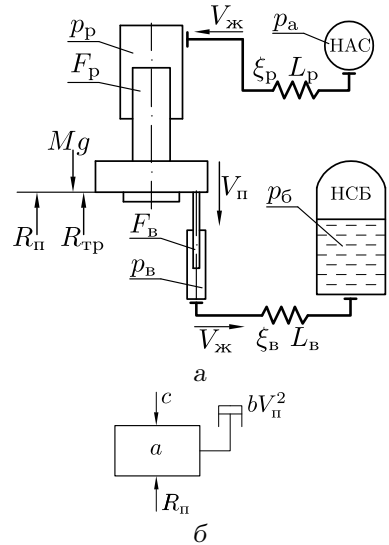 p_р
V_ж
p_а
НАС
F_р
ξ_р L_р
Mg
V_п
p_б
НСБ
R_п
R_тр
F_в
p_в
V_ж
ξ_в L_в
а
c
bV_п^2
a
R_п
б